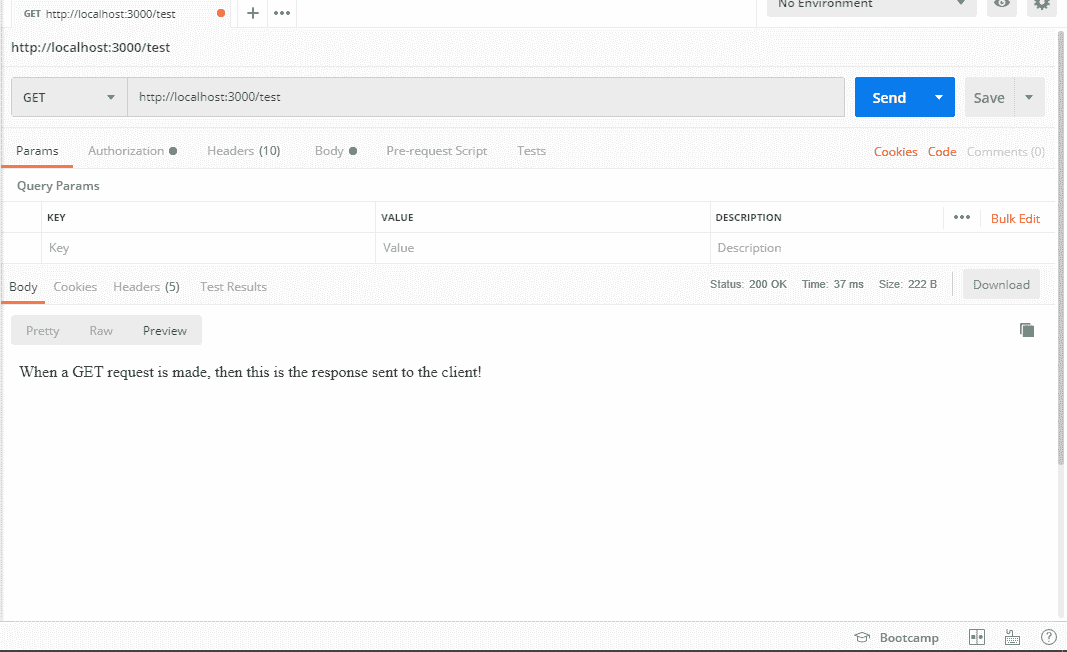 GET http://localhost:3000/test
No Environment
http://localhost:3000/test
GET http://localhost:3000/test Send Save
Params Authorization Headers (10) Body Pre-request Script Tests Cookies Code Comments (0)
Query Params
KEY VALUE DESCRIPTION ••• Bulk Edit
Key Value Description
Body Cookies Headers (5) Test Results Status: 200 OK Time: 37 ms Size: 222 B Download
Pretty Raw Preview
When a GET request is made, then this is the response sent to the client!
Bootcamp